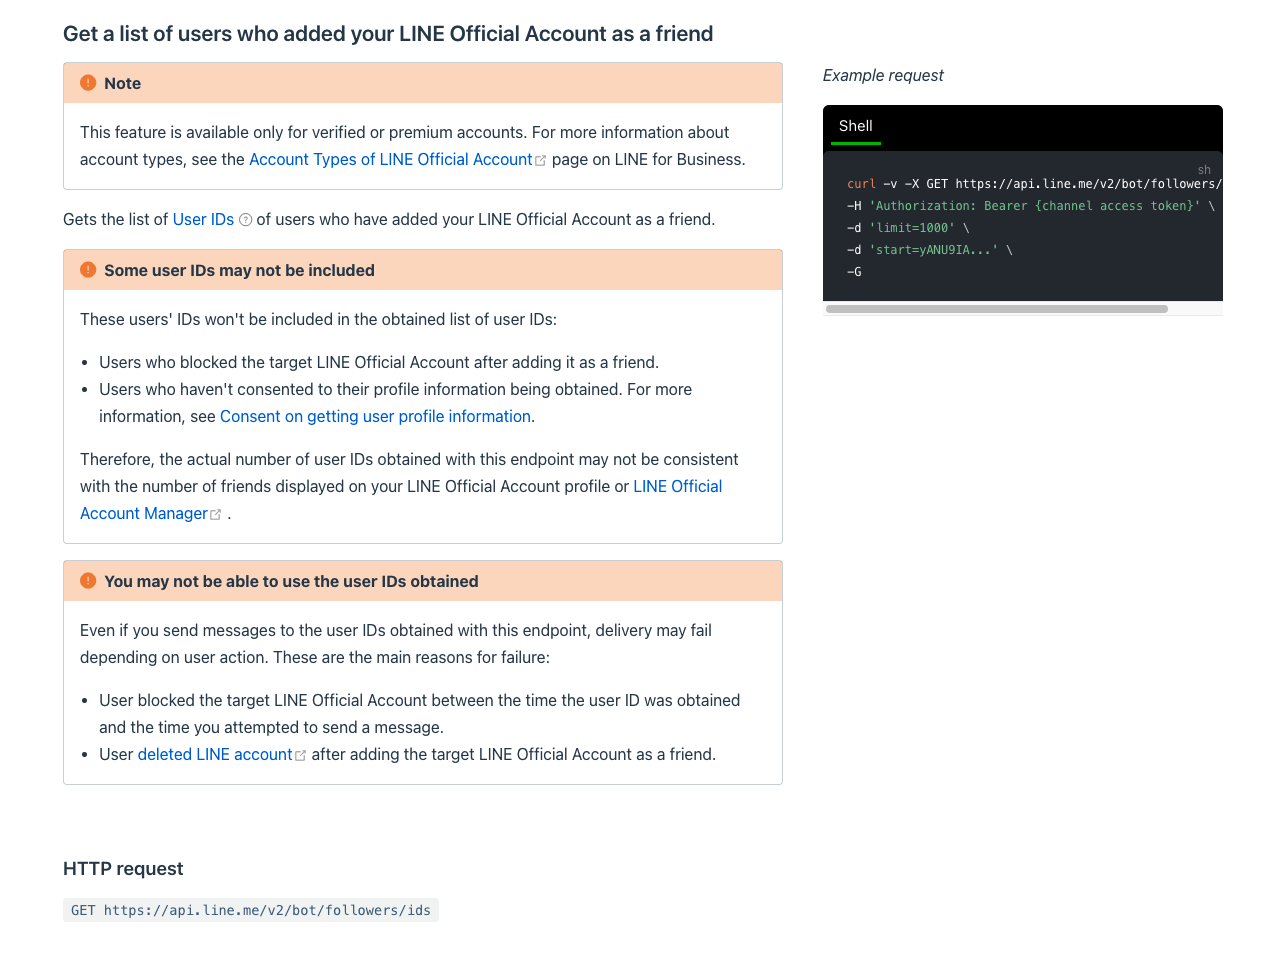 Get a list of users who added your LINE Official Account as a friend
Note
This feature is available only for verified or premium accounts. For more information about
account types, see the Account Types of LINE Official Account page on LINE for Business.
Gets the list of User IDs ? of users who have added your LINE Official Account as a friend.
Some user IDs may not be included
These users' IDs won't be included in the obtained list of user IDs:
• Users who blocked the target LINE Official Account after adding it as a friend.
• Users who haven't consented to their profile information being obtained. For more
information, see Consent on getting user profile information.
Therefore, the actual number of user IDs obtained with this endpoint may not be consistent
with the number of friends displayed on your LINE Official Account profile or LINE Official
Account Manager .
You may not be able to use the user IDs obtained
Even if you send messages to the user IDs obtained with this endpoint, delivery may fail
depending on user action. These are the main reasons for failure:
• User blocked the target LINE Official Account between the time the user ID was obtained
and the time you attempted to send a message.
• User deleted LINE account after adding the target LINE Official Account as a friend.
HTTP request
GET https://api.line.me/v2/bot/followers/ids
Example request
Shell
sh
curl -v -X GET https://api.line.me/v2/bot/followers/
-H 'Authorization: Bearer {channel access token}' \
-d 'limit=1000' \
-d 'start=yANU9IA...' \
-G